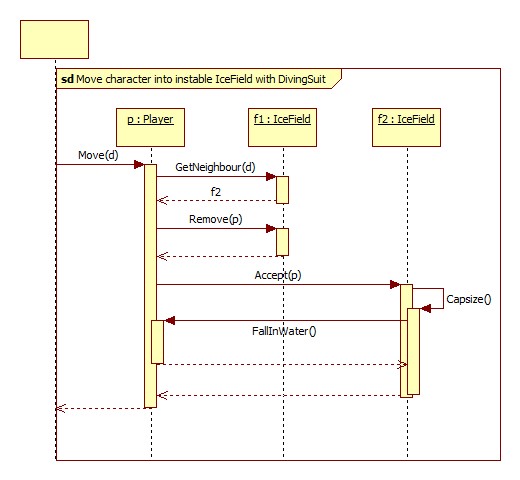 sd Move character into instable IceField with DivingSuit
p : Player
f1 : IceField
f2 : IceField
Move(d)
GetNeighbour(d)
f2
Remove(p)
Accept(p)
Capsize()
FallInWater()